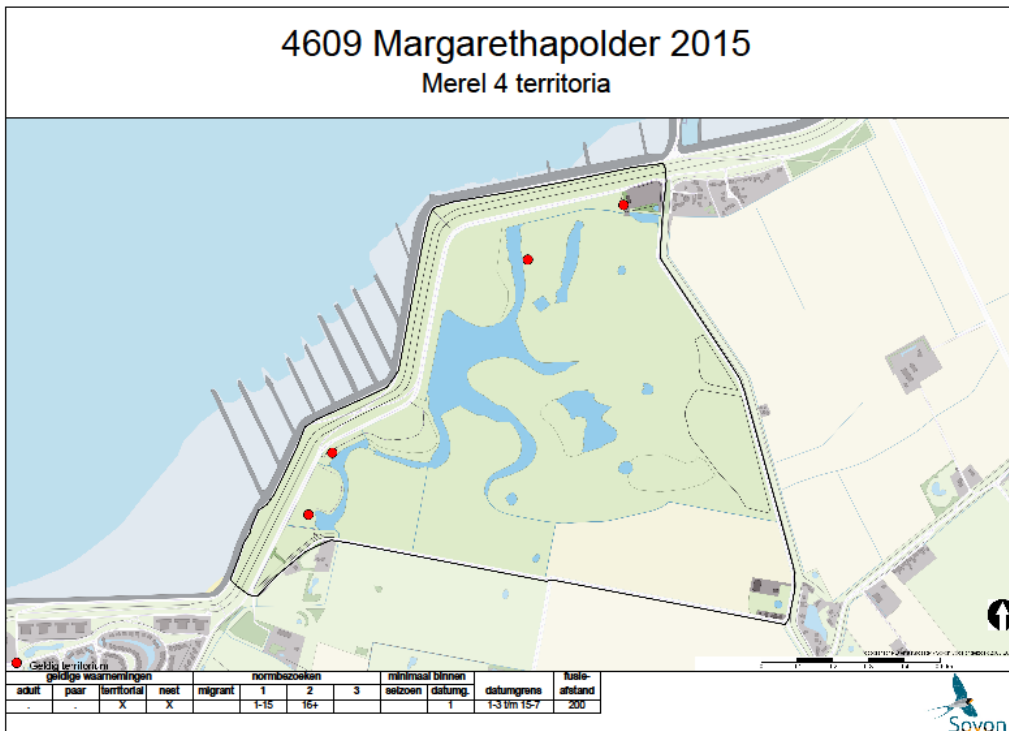 4609 Margarethapolder 2015
Merel 4 territoria
Geldig territorium
geldige waarnemingen normbezoeken minimaal binnen fusie-
adult paar territorial nest migrant 1 2 3 seizoen datumg. datumgrens afstand
. . X X 1-15 16+ 1 1-3 t/m 15-7 200
Sovon